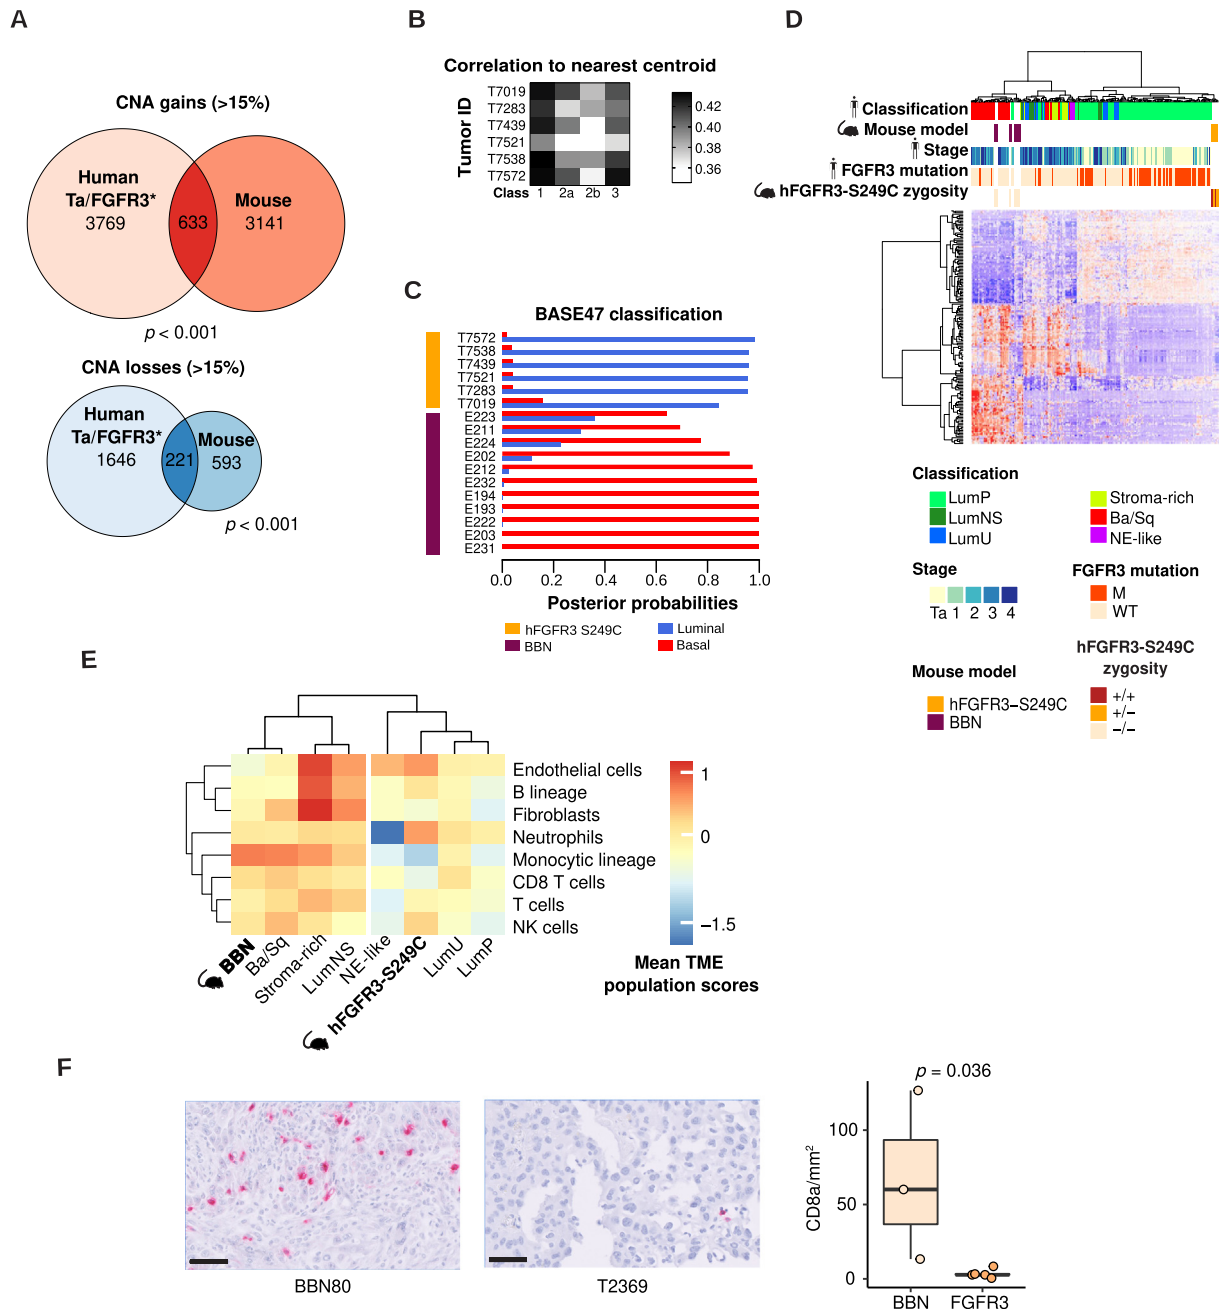 A
CNA gains (>15%)
Human
Ta/FGFR3*
3769
633
Mouse
3141
p < 0.001
CNA losses (>15%)
Human
Ta/FGFR3*
1646
221
Mouse
593
p < 0.001
B
Correlation to nearest centroid
Tumor ID
T7019
T7283
T7439
T7521
T7538
T7572
Class 1 2a 2b 3
0.42
0.40
0.38
0.36
C
BASE47 classification
T7572
T7538
T7439
T7521
T7283
T7019
E223
E211
E224
E202
E212
E232
E194
E193
E222
E203
E231
0.0 0.2 0.4 0.6 0.8 1.0
Posterior probabilities
hFGFR3 S249C
BBN
Luminal
Basal
D
Classification
Mouse model
Stage
FGFR3 mutation
hFGFR3-S249C zygosity
Classification
LumP
LumNS
LumU
Stroma-rich
Ba/Sq
NE-like
Stage
Ta 1 2 3 4
FGFR3 mutation
M
WT
Mouse model
hFGFR3–S249C
BBN
hFGFR3-S249C
zygosity
+/+
+/–
–/–
E
Endothelial cells
B lineage
Fibroblasts
Neutrophils
Monocytic lineage
CD8 T cells
T cells
NK cells
BBN
Ba/Sq
Stroma-rich
LumNS
NE-like
hFGFR3-S249C
LumU
LumP
1
0
–1.5
Mean TME
population scores
F
BBN80
T2369
p = 0.036
CD8a/mm²
100
50
0
BBN FGFR3